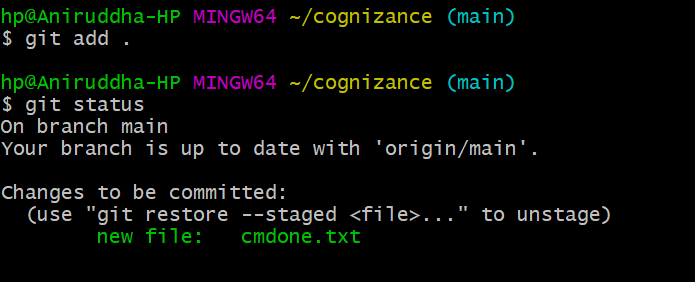 hp@Aniruddha-HP MINGW64 ~/cognizance (main)
$ git add .
hp@Aniruddha-HP MINGW64 ~/cognizance (main)
$ git status
On branch main
Your branch is up to date with 'origin/main'.
Changes to be committed:
  (use "git restore --staged <file>..." to unstage)
        new file:   cmdone.txt